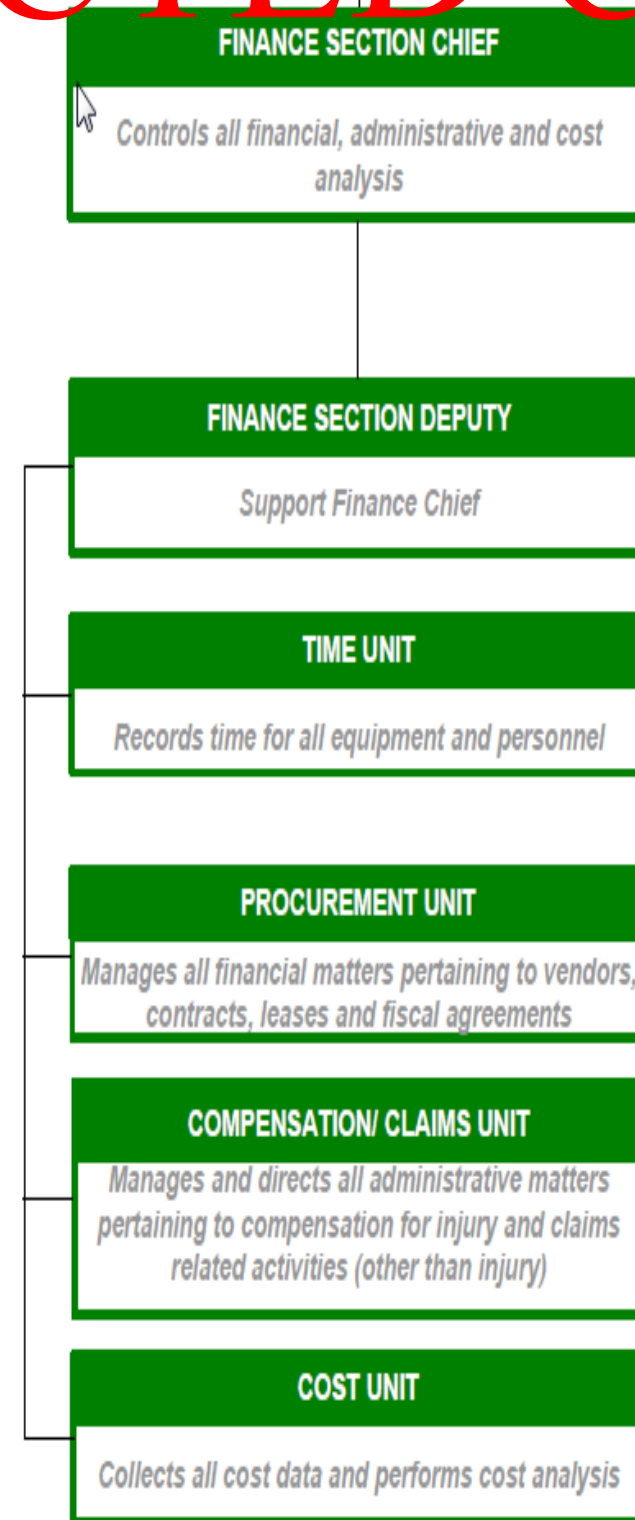 FINANCE SECTION CHIEF
Controls all financial, administrative and cost
analysis
FINANCE SECTION DEPUTY
Support Finance Chief
TIME UNIT
Records time for all equipment and personnel
PROCUREMENT UNIT
Manages all financial matters pertaining to vendors,
contracts, leases and fiscal agreements
COMPENSATION/ CLAIMS UNIT
Manages and directs all administrative matters
pertaining to compensation for injury and claims
related activities (other than injury)
COST UNIT
Collects all cost data and performs cost analysis